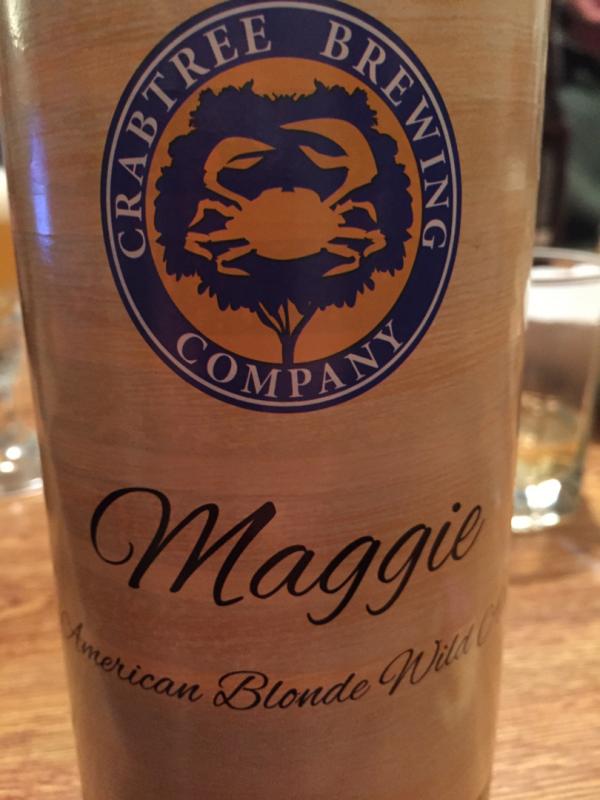 CRABTREE BREWING
COMPANY
Maggie
American Blonde Wild